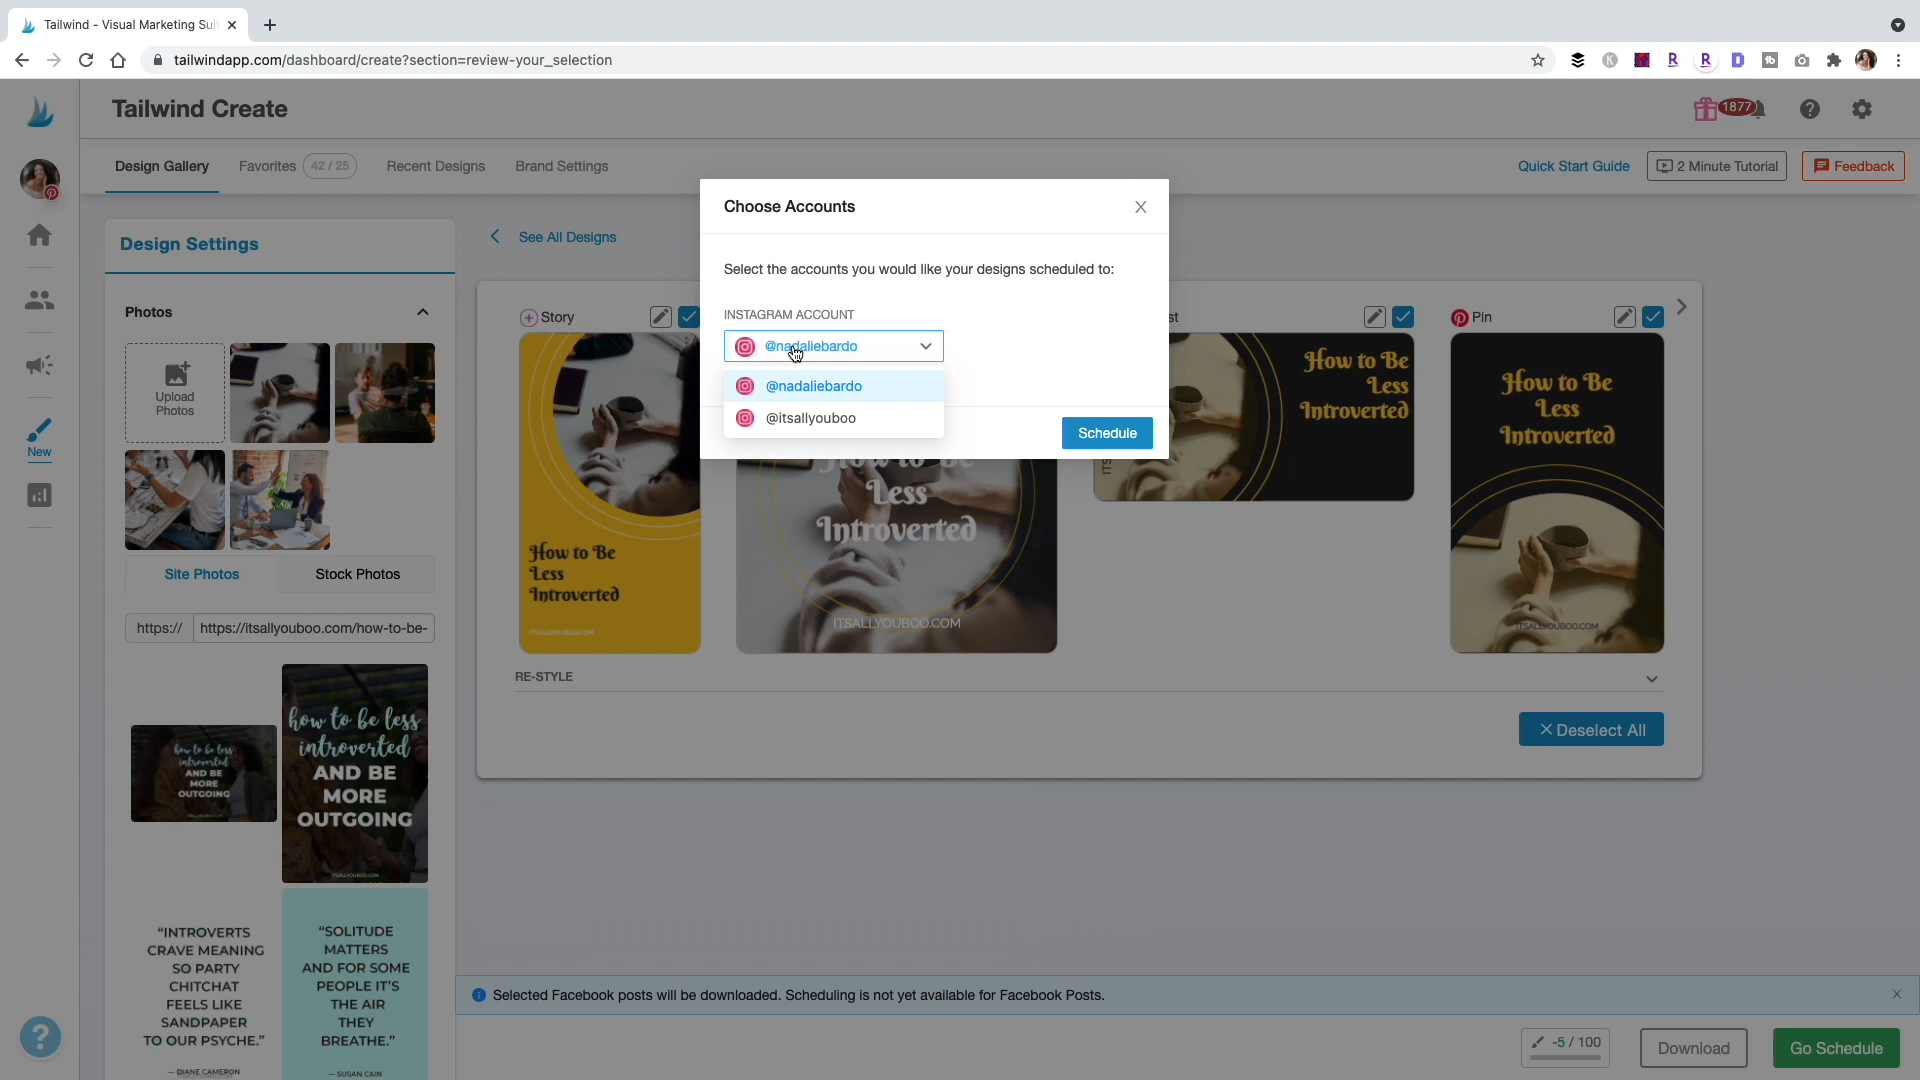 Tailwind - Visual Marketing Suit
tailwindapp.com/dashboard/create?section=review-your_selection
Tailwind Create
1877
Design Gallery
Favorites
42 / 25
Recent Designs
Brand Settings
Quick Start Guide
2 Minute Tutorial
Feedback
Design Settings
See All Designs
Choose Accounts
Select the accounts you would like your designs scheduled to:
INSTAGRAM ACCOUNT
@nadaliebardo
@nadaliebardo
@itsallyouboo
Schedule
Photos
Upload
Photos
New
Site Photos
Stock Photos
https://
https://itsallyouboo.com/how-to-be-
how to be less
introverted
AND BE
MORE
OUTGOING
how to be less
introverted
AND BE
MORE
OUTGOING
ITSALLYOUBOO.COM
“INTROVERTS
CRAVE MEANING
SO PARTY
CHITCHAT
FEELS LIKE
SANDPAPER
TO OUR PSYCHE.”
— DIANE CAMERON
“SOLITUDE
MATTERS
AND FOR SOME
PEOPLE IT’S
THE AIR
THEY
BREATHE.”
— SUSAN CAIN
Story
How to Be
Less
Introverted
ITSALLYOUBOO.COM
How to Be
Less
Introverted
ITSALLYOUBOO.COM
st
How to Be
Less
Introverted
ITS
Pin
How to Be
Less
Introverted
ITSALLYOUBOO.COM
RE-STYLE
Deselect All
Selected Facebook posts will be downloaded. Scheduling is not yet available for Facebook Posts.
-5 / 100
Download
Go Schedule